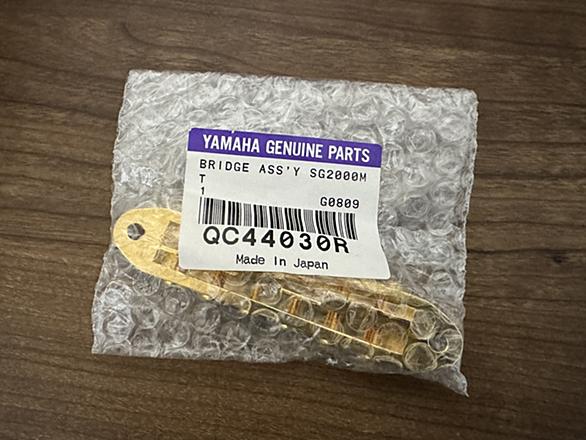 YAMAHA GENUINE PARTS
BRIDGE ASS'Y SG2000M
T
1 G0809
QC44030R
Made In Japan